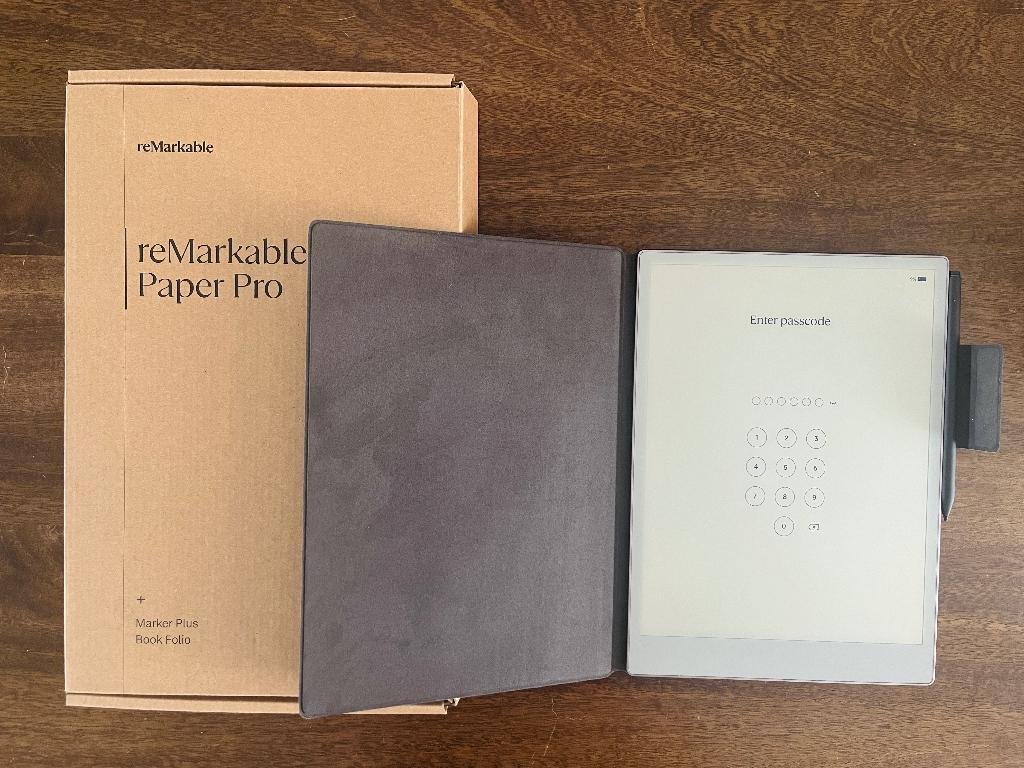 reMarkable
reMarkable
Paper Pro
+
Marker Plus
Book Folio
Enter passcode
1 2 3
4 5 6
7 8 9
0